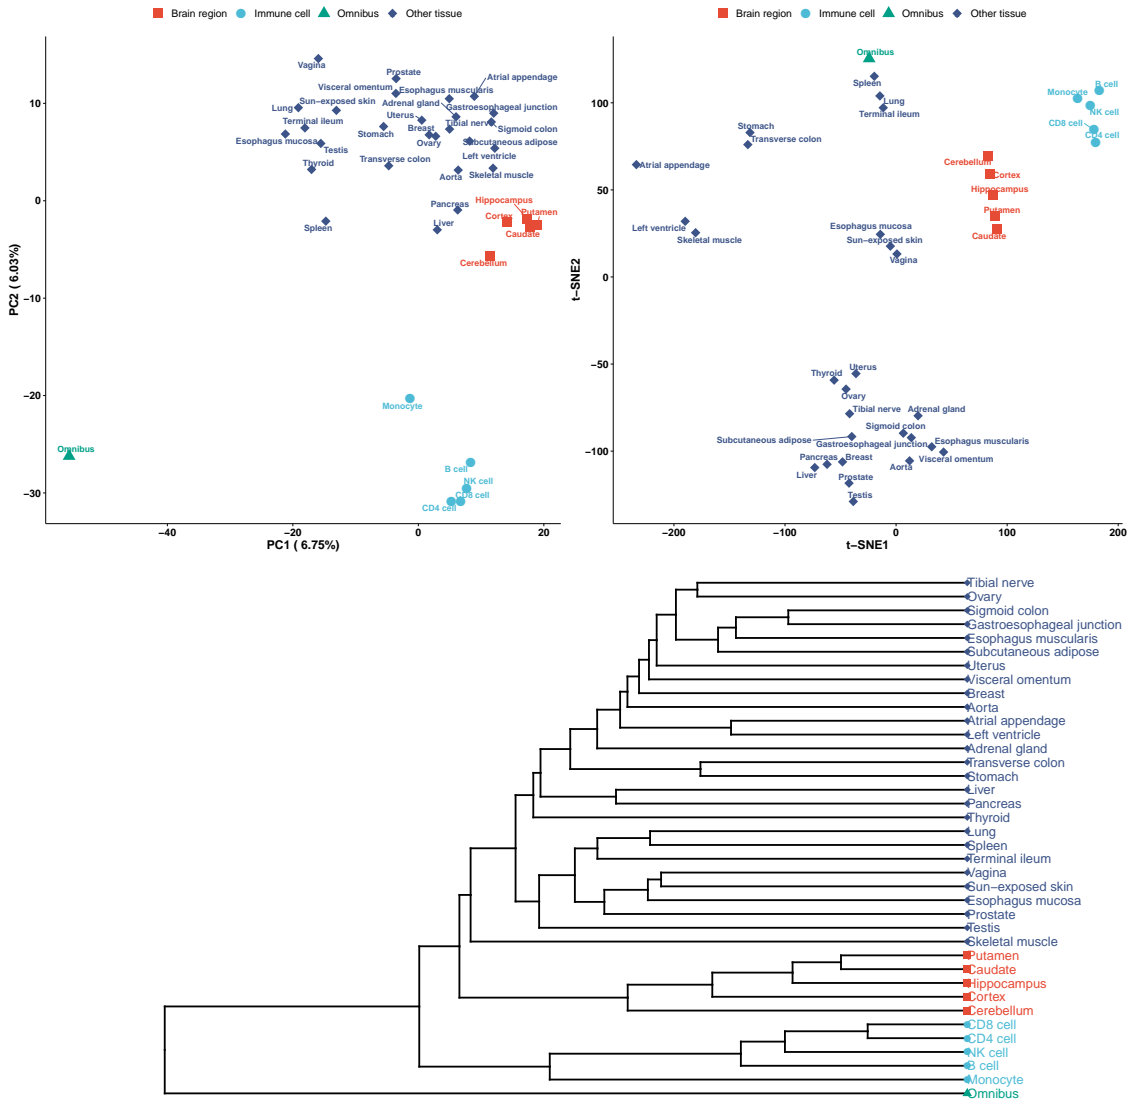 Brain region Immune cell Omnibus Other tissue
Vagina
Prostate
Visceral omentum
Esophagus muscularis
Atrial appendage
Lung
Sun−exposed skin
Adrenal gland
Gastroesophageal junction
Terminal ileum
Uterus
Tibial nerve
Sigmoid colon
Esophagus mucosa
Stomach
Breast
Ovary
Subcutaneous adipose
Testis
Left ventricle
Thyroid
Transverse colon
Aorta
Skeletal muscle
Pancreas
Hippocampus
Cortex
Putamen
Spleen
Liver
Caudate
Cerebellum
Monocyte
Omnibus
B cell
NK cell
CD8 cell
CD4 cell
10
0
−10
−20
−30
−40
−20
0
20
PC1 ( 6.75%)
PC2 ( 6.03%)
Brain region Immune cell Omnibus Other tissue
Omnibus
Spleen
Lung
Terminal ileum
B cell
Monocyte
NK cell
CD8 cell
CD4 cell
Stomach
Transverse colon
Atrial appendage
Cerebellum
Cortex
Hippocampus
Putamen
Caudate
Left ventricle
Skeletal muscle
Esophagus mucosa
Sun−exposed skin
Vagina
Thyroid
Uterus
Ovary
Tibial nerve
Adrenal gland
Sigmoid colon
Subcutaneous adipose
Gastroesophageal junction
Esophagus muscularis
Pancreas
Breast
Visceral omentum
Liver
Aorta
Prostate
Testis
100
50
0
−50
−100
−200
−100
0
100
200
t−SNE1
t−SNE2
Tibial nerve
Ovary
Sigmoid colon
Gastroesophageal junction
Esophagus muscularis
Subcutaneous adipose
Uterus
Visceral omentum
Breast
Aorta
Atrial appendage
Left ventricle
Adrenal gland
Transverse colon
Stomach
Liver
Pancreas
Thyroid
Lung
Spleen
Terminal ileum
Vagina
Sun−exposed skin
Esophagus mucosa
Prostate
Testis
Skeletal muscle
Putamen
Caudate
Hippocampus
Cortex
Cerebellum
CD8 cell
CD4 cell
NK cell
B cell
Monocyte
Omnibus